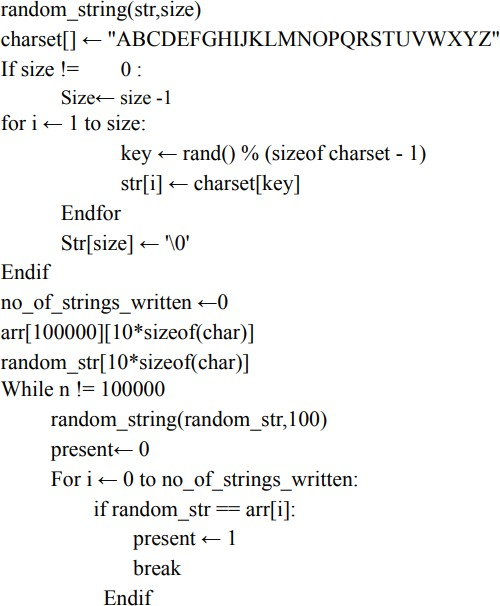 random_string(str,size)
charset[] ← "ABCDEFGHIJKLMNOPQRSTUVWXYZ"
If size != 0 :
Size← size -1
for i ← 1 to size:
key ← rand() % (sizeof charset - 1)
str[i] ← charset[key]
Endfor
Str[size] ← '\0'
Endif
no_of_strings_written ←0
arr[100000][10*sizeof(char)]
random_str[10*sizeof(char)]
While n != 100000
random_string(random_str,100)
present← 0
For i ← 0 to no_of_strings_written:
if random_str == arr[i]:
present ← 1
break
Endif